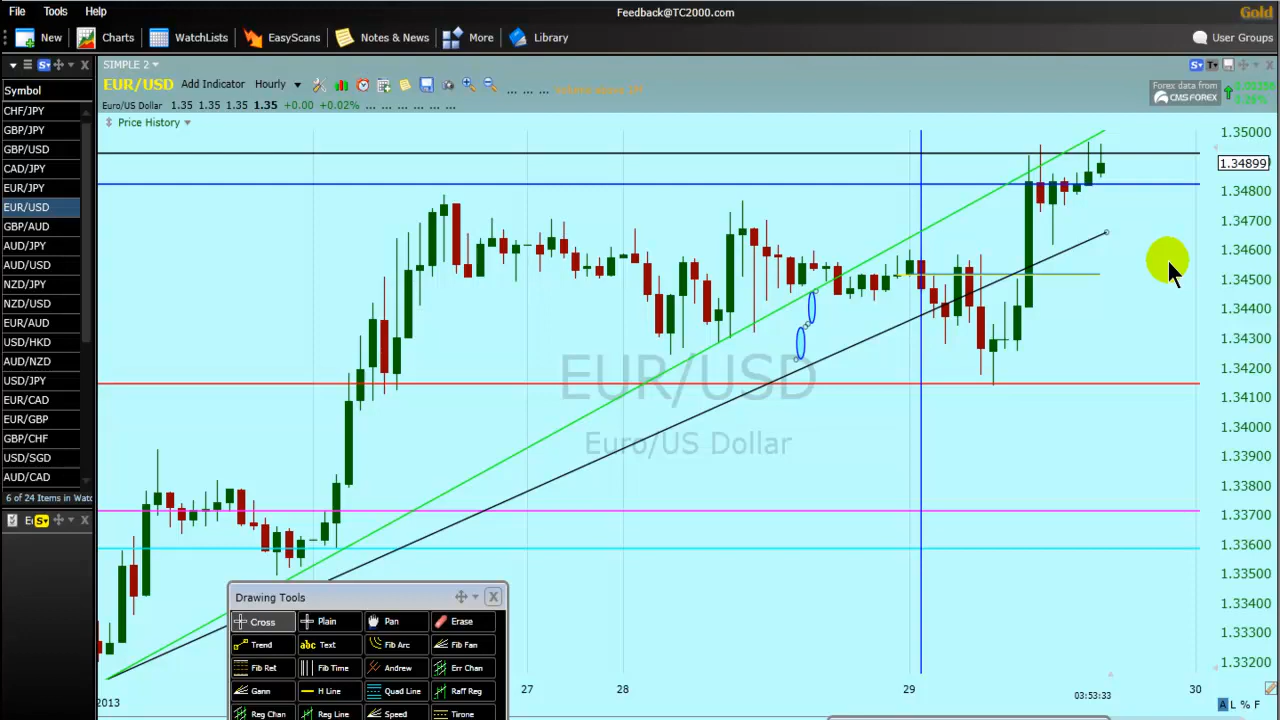 File Tools Help
Feedback@TC2000.com
Gold
New Charts WatchLists EasyScans Notes & News More Library
User Groups
SIMPLE 2
EUR/USD Add Indicator Hourly
Euro/US Dollar 1.35 1.35 1.35 1.35 +0.00 +0.02% ... ... ... ... ... ...
Forex data from
CMS FOREX
0.26%
Price History
Symbol
CHF/JPY
GBP/JPY
GBP/USD
CAD/JPY
EUR/JPY
EUR/USD
GBP/AUD
AUD/JPY
AUD/USD
NZD/JPY
NZD/USD
EUR/AUD
USD/HKD
AUD/NZD
USD/JPY
EUR/CAD
EUR/GBP
GBP/CHF
USD/SGD
AUD/CAD
6 of 24 Items in Watc
EUR/USD
Euro/US Dollar
1.35000
1.34899
1.34800
1.34700
1.34600
1.34500
1.34400
1.34300
1.34200
1.34100
1.34000
1.33900
1.33800
1.33700
1.33600
1.33500
1.33400
1.33300
1.33200
Drawing Tools
Cross Plain Pan Erase
Trend abc Text Fib Arc Fib Fan
Fib Ret Fib Time Andrew Err Chan
Gann H Line Quad Line Raff Reg
Reg Chan Reg Line Speed Tirone
2013 27 28 29 30
03:53:33
A L % F